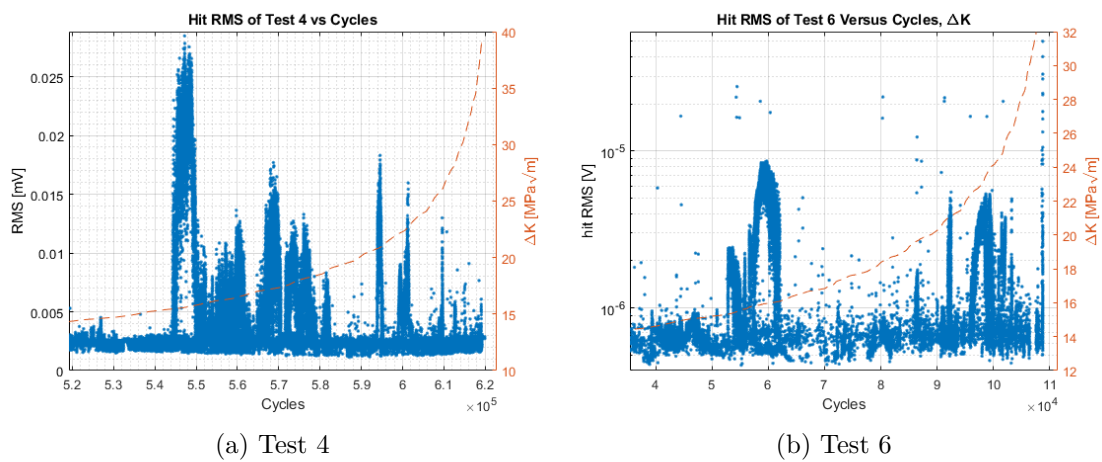 Hit RMS of Test 4 vs Cycles
RMS [mV]
0.025
0.02
0.015
0.01
0.005
0
40
35
30
25
20
15
10
ΔK [MPa√m]
5.2 5.3 5.4 5.5 5.6 5.7 5.8 5.9 6 6.1 6.2
Cycles
×10⁵
(a) Test 4
Hit RMS of Test 6 Versus Cycles, ΔK
hit RMS [V]
10⁻⁵
10⁻⁶
32
30
28
26
24
22
20
18
16
14
12
ΔK [MPa√m]
4 5 6 7 8 9 10 11
Cycles
×10⁴
(b) Test 6